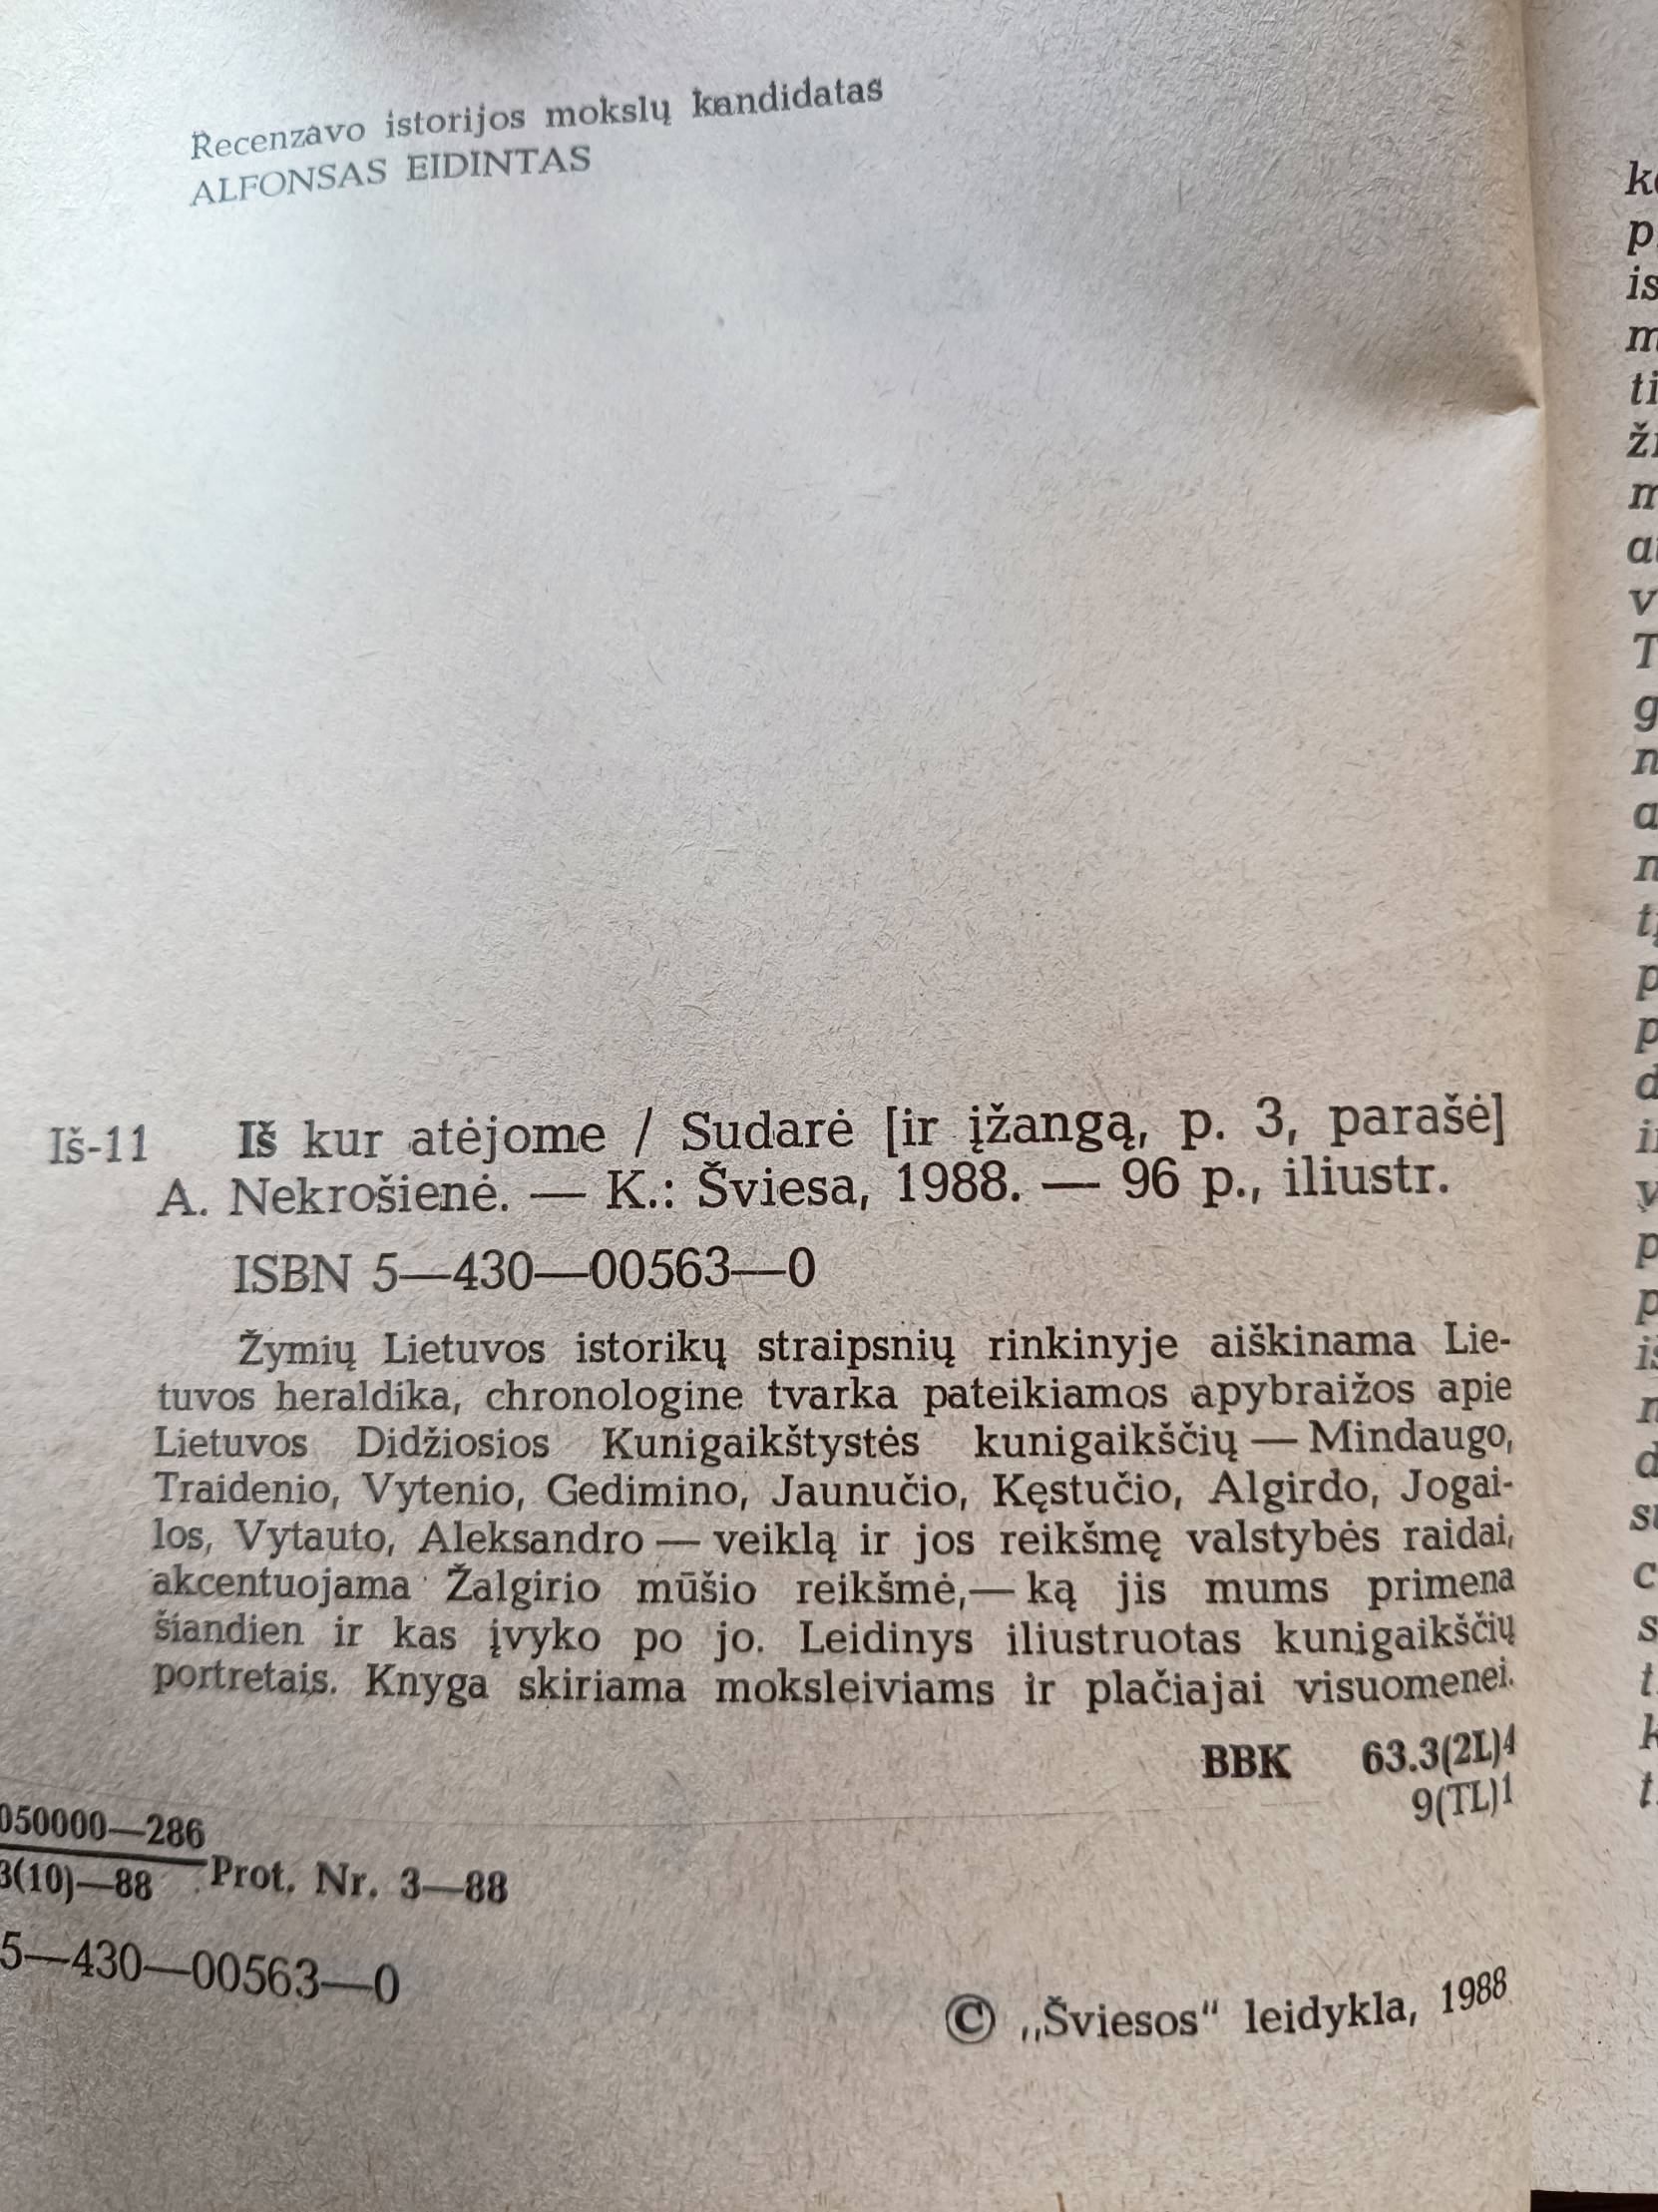 Recenzavo istorijos mokslų kandidatas
ALFONSAS EIDINTAS
Iš-11 Iš kur atėjome / Sudarė [ir įžangą, p. 3, parašė]
A. Nekrošienė. — K.: Šviesa, 1988. — 96 p., iliustr.
ISBN 5—430—00563—0
Žymių Lietuvos istorikų straipsnių rinkinyje aiškinama Lie-
tuvos heraldika, chronologine tvarka pateikiamos apybraižos apie
Lietuvos Didžiosios Kunigaikštystės kunigaikščių — Mindaugo,
Traidenio, Vytenio, Gedimino, Jaunučio, Kęstučio, Algirdo, Jogai-
los, Vytauto, Aleksandro — veiklą ir jos reikšmę valstybės raidai,
akcentuojama Žalgirio mūšio reikšmė,— ką jis mums primena
šiandien ir kas įvyko po jo. Leidinys iliustruotas kunigaikščių
portretais. Knyga skiriama moksleiviams ir plačiajai visuomenei.
BBK 63.3(2L)4
9(TL)1
050000—286
3(10)—88 Prot. Nr. 3—88
5—430—00563—0
© „Šviesos“ leidykla, 1988